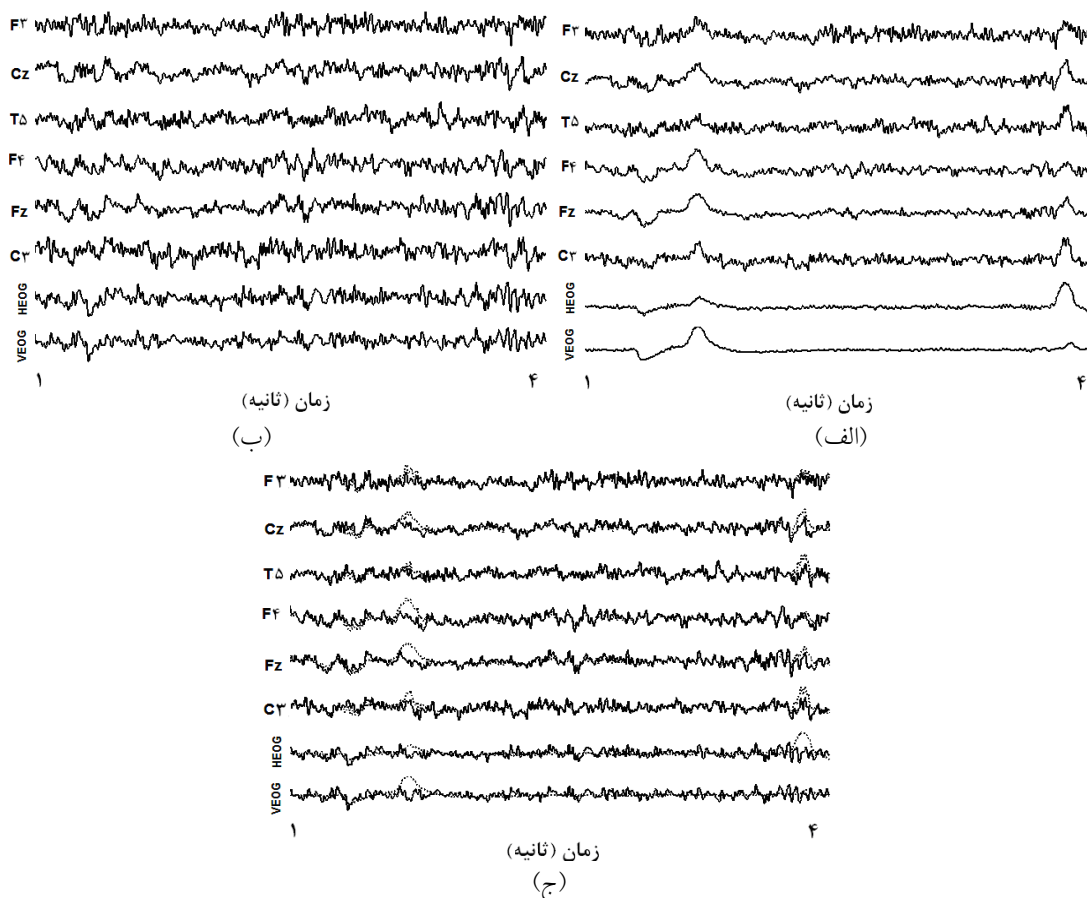 F۳
Cz
T۵
F۴
Fz
C۳
HEOG
VEOG
۱ ۴
زمان (ثانیه)
(الف)
F۳
Cz
T۵
F۴
Fz
C۳
HEOG
VEOG
۱ ۴
زمان (ثانیه)
(ب)
F۳
Cz
T۵
F۴
Fz
C۳
HEOG
VEOG
۱ ۴
زمان (ثانیه)
(ج)